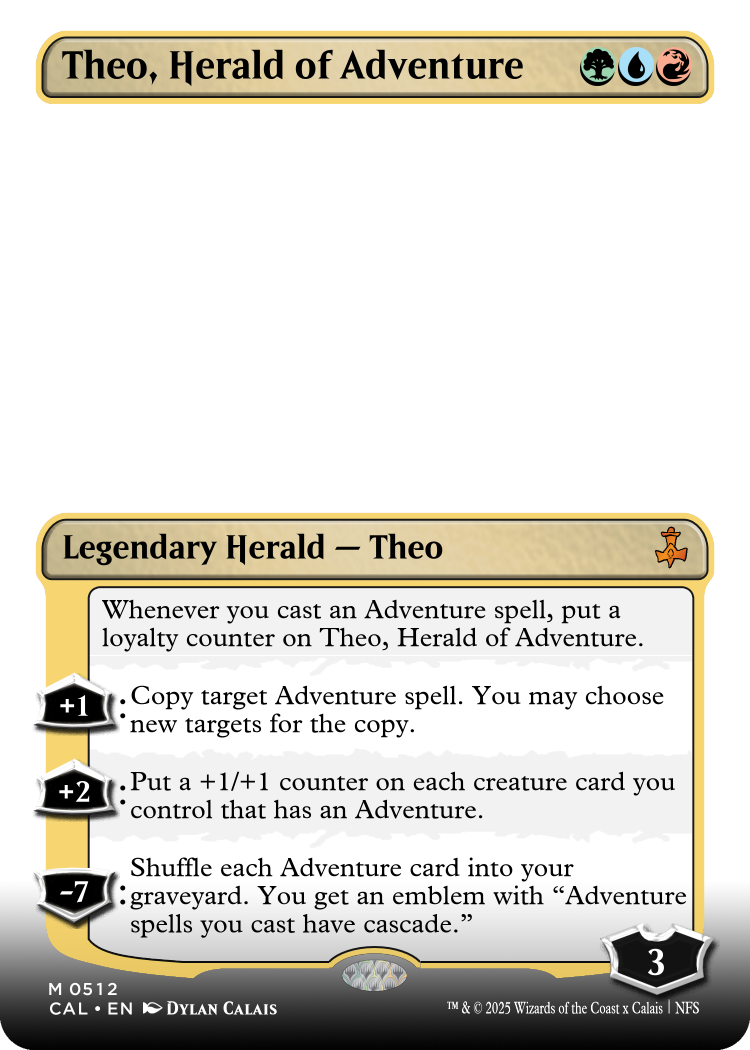 Theo, Herald of Adventure
Legendary Herald — Theo
Whenever you cast an Adventure spell, put a
loyalty counter on Theo, Herald of Adventure.
+1 : Copy target Adventure spell. You may choose
new targets for the copy.
+2 : Put a +1/+1 counter on each creature card you
control that has an Adventure.
−7 : Shuffle each Adventure card into your
graveyard. You get an emblem with “Adventure
spells you cast have cascade.”
3
M 0512
CAL • EN DYLAN CALAIS
™ & © 2025 Wizards of the Coast x Calais | NFS